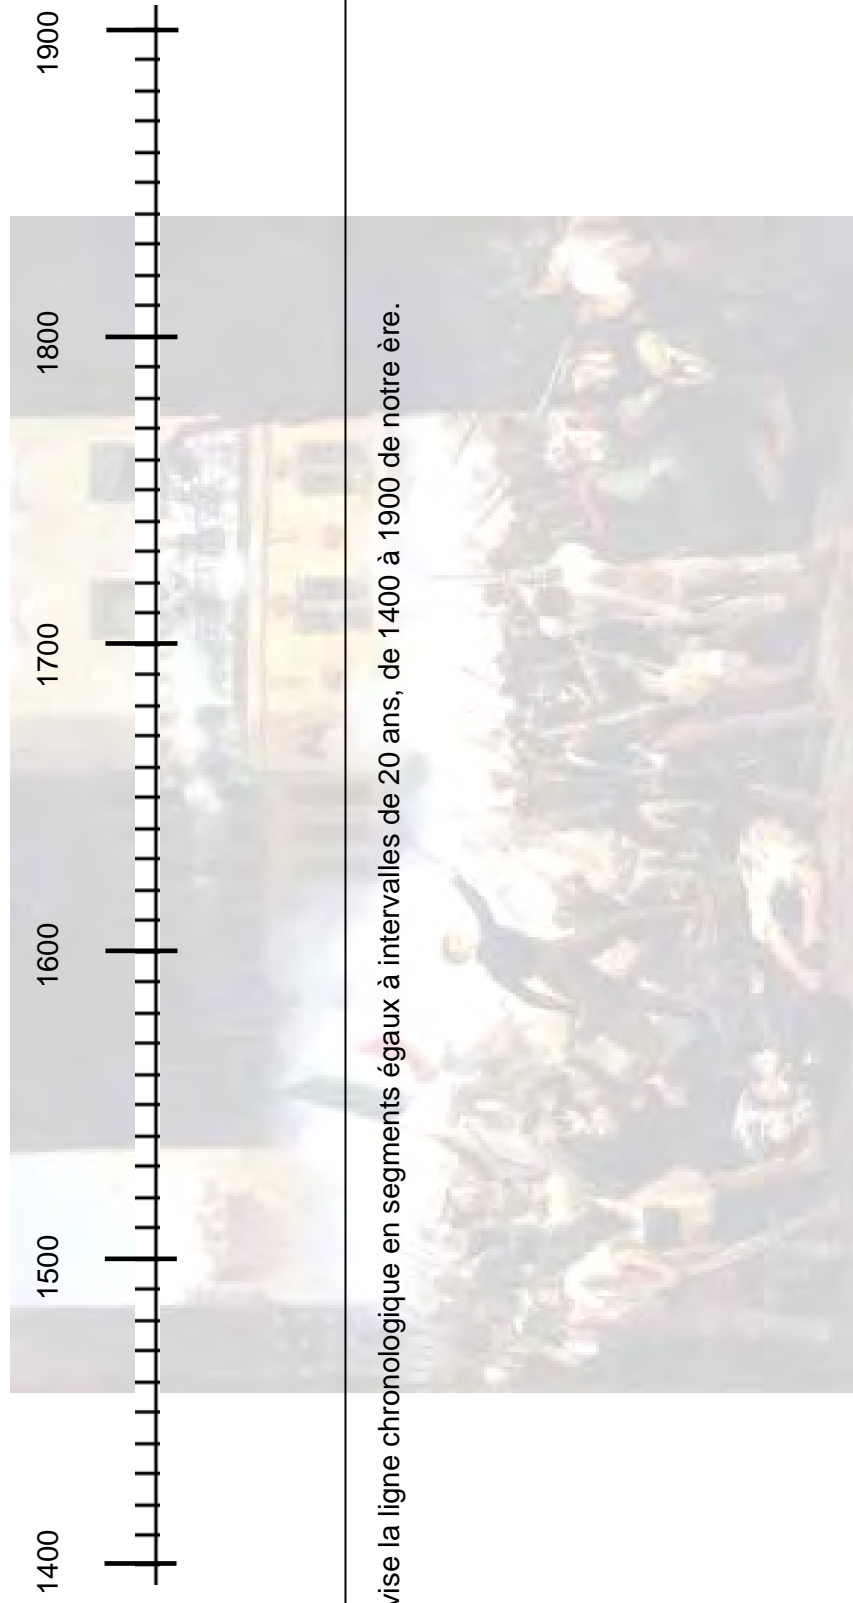 1400 1500 1600 1700 1800 1900
vise la ligne chronologique en segments égaux à intervalles de 20 ans, de 1400 à 1900 de notre ère.